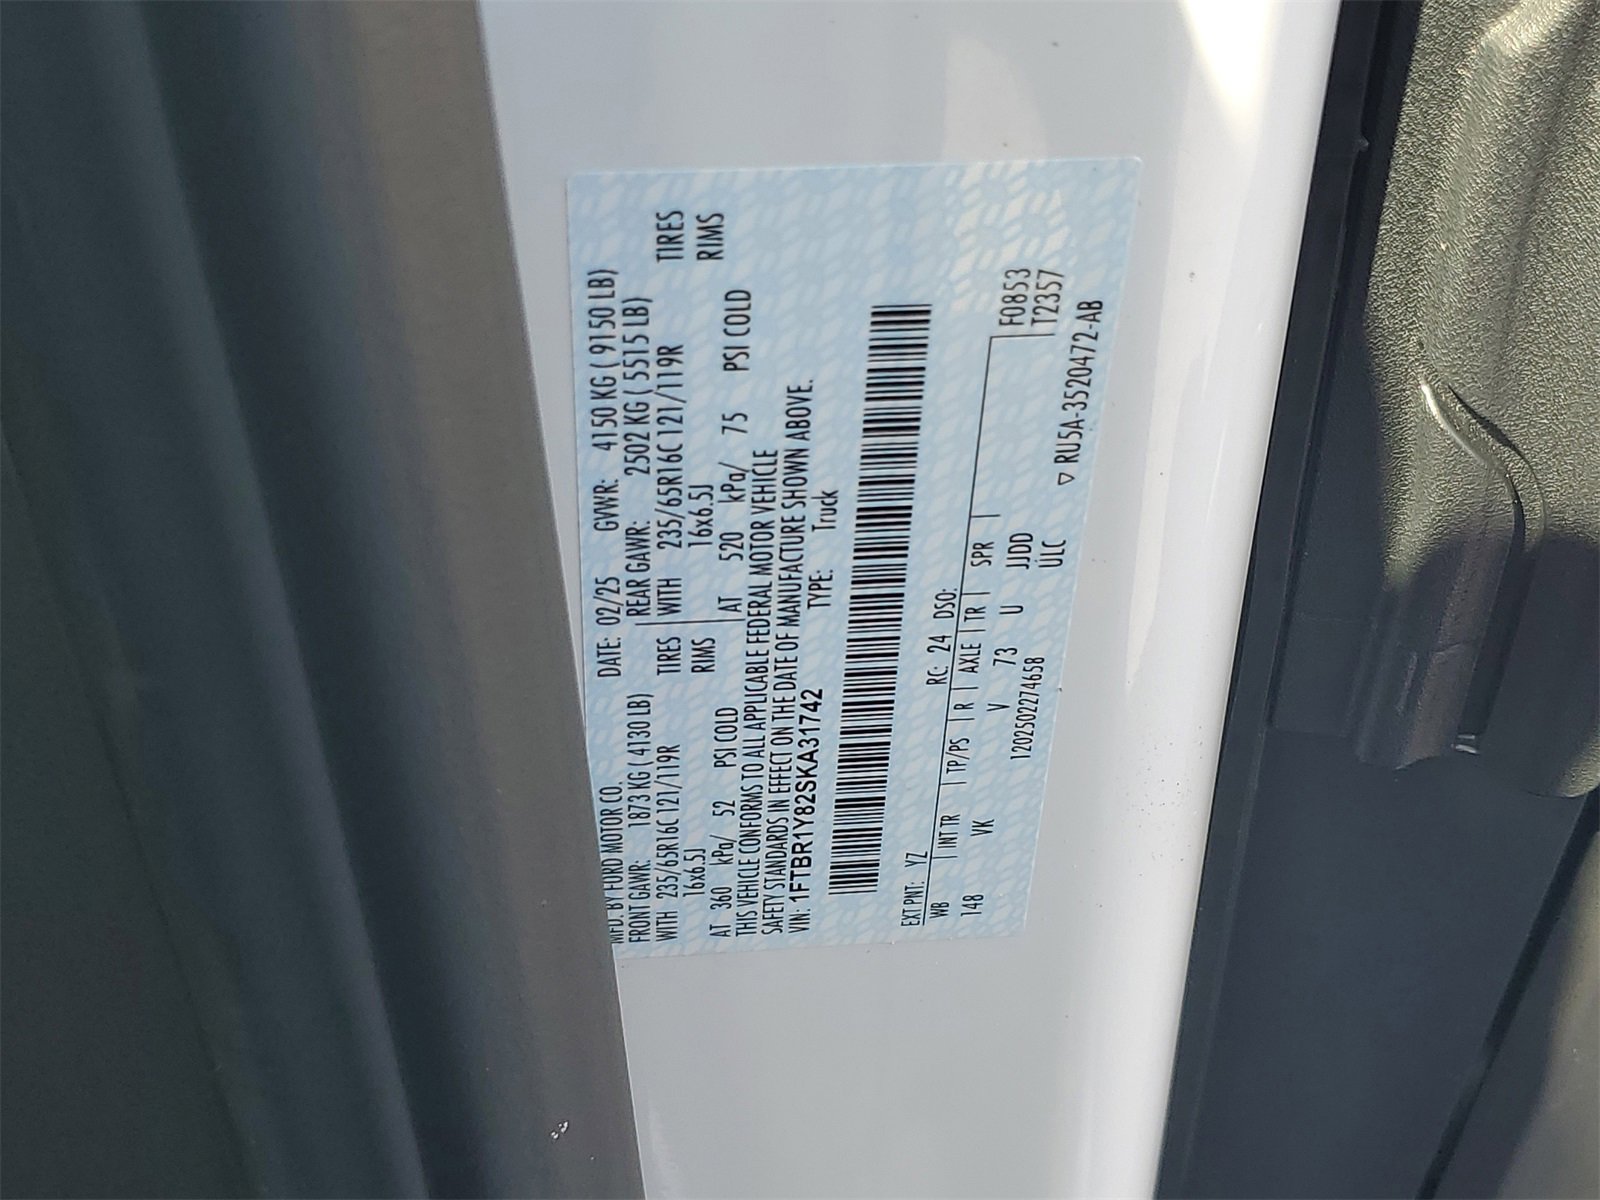 MFD. BY FORD MOTOR CO.
DATE: 02/25 GVWR: 4150 KG ( 9150 LB)
FRONT GAWR: 1873 KG ( 4130 LB) REAR GAWR: 2502 KG ( 5515 LB)
WITH 235/65R16C 121/119R TIRES WITH 235/65R16C 121/119R TIRES
16x6.5J RIMS 16x6.5J RIMS
AT 360 kPa/ 52 PSI COLD AT 520 kPa/ 75 PSI COLD
THIS VEHICLE CONFORMS TO ALL APPLICABLE FEDERAL MOTOR VEHICLE
SAFETY STANDARDS IN EFFECT ON THE DATE OF MANUFACTURE SHOWN ABOVE.
VIN: 1FTBR1Y82SKA31742 TYPE: Truck
EXT PNT: YZ RC: 24 DSO:
WB | INT TR | TP/PS | R | AXLE | TR | SPR | F0853
148 VK V 73 U JJDD T2357
1202502274658 ULC ▽ RU5A-3520472-AB